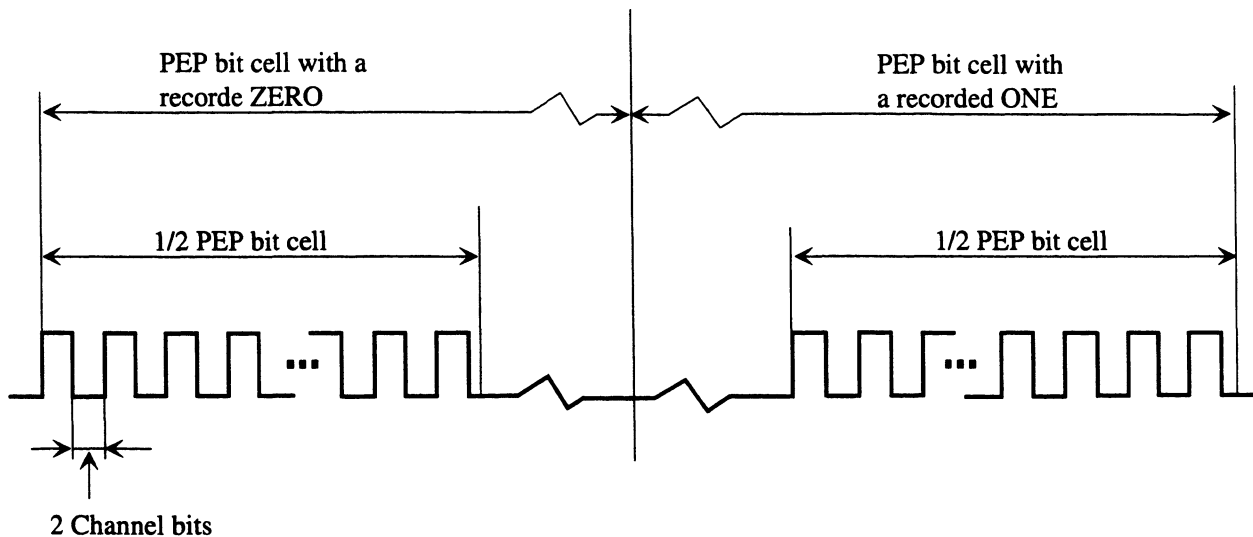 PEP bit cell with a
recorde ZERO
PEP bit cell with
a recorded ONE
1/2 PEP bit cell
1/2 PEP bit cell
2 Channel bits